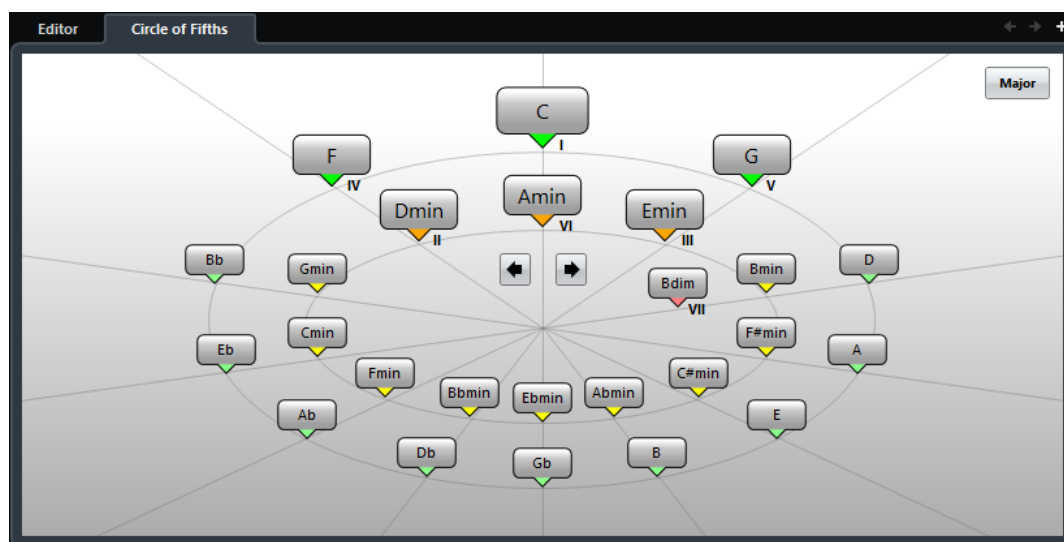 Editor
Circle of Fifths
Major
C
I
F
IV
G
V
Dmin
II
Amin
VI
Emin
III
Bb
Gmin
Bdim
VII
Bmin
D
Eb
Cmin
F#min
A
Fmin
C#min
Bbmin
Ebmin
Abmin
Ab
E
Db
Gb
B